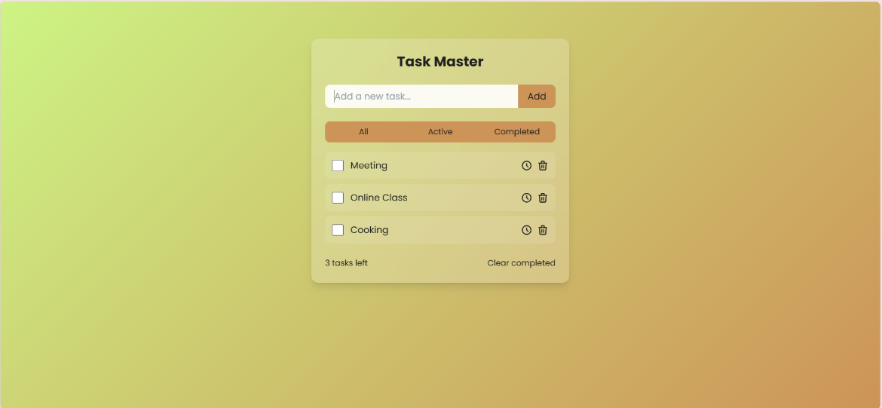 Task Master
Add a new task... Add
All Active Completed
Meeting
Online Class
Cooking
3 tasks left Clear completed